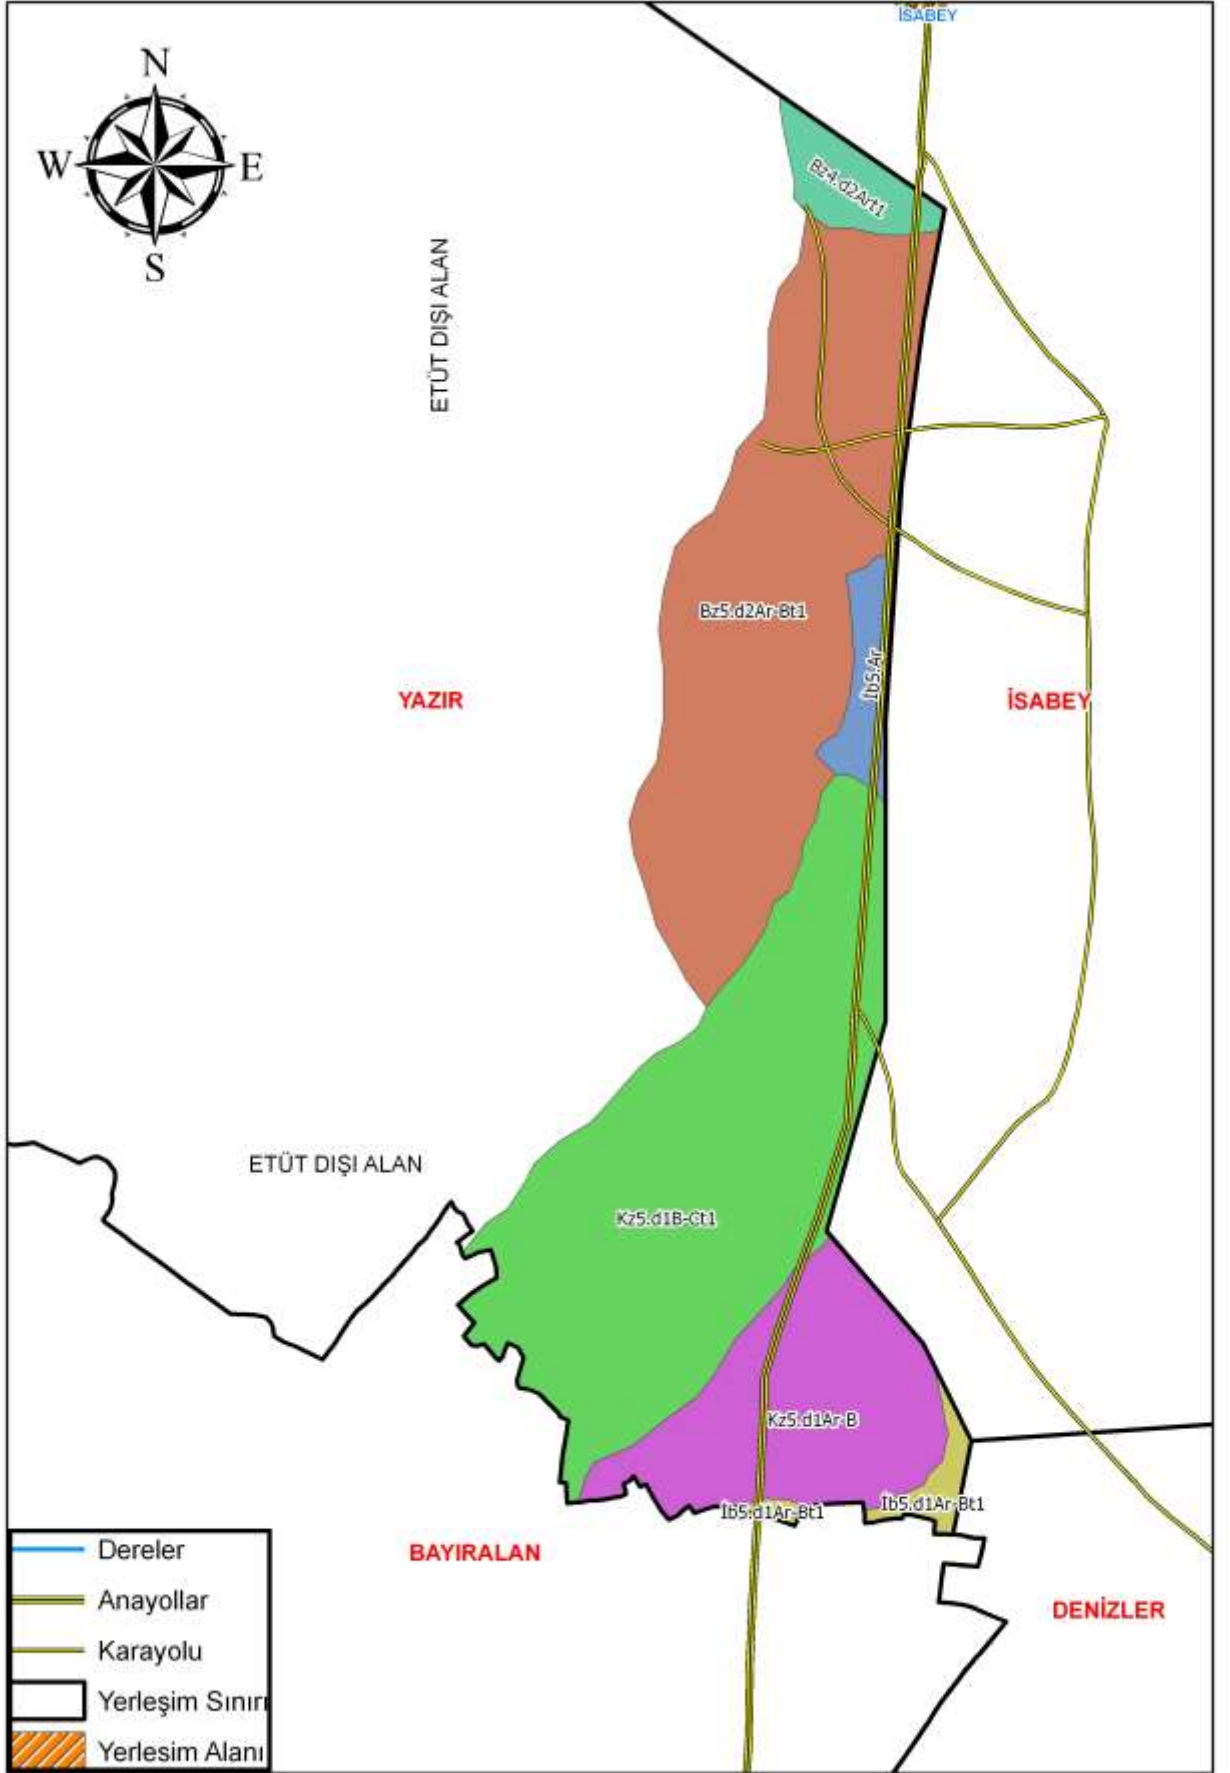 İSABEY
N
W
E
S
Bz4.d2Art1
ETÜT DIŞI ALAN
Bz5.d2Ar-Bt1
İb5.Ar
YAZIR
İSABEY
ETÜT DIŞI ALAN
Kz5.d1B-Ct1
Kz5.d1Ar-B
İb5.d1Ar-Bt1
İb5.d1Ar-Bt1
BAYIRALAN
DENİZLER
Dereler
Anayollar
Karayolu
Yerleşim Sınırı
Yerlesim Alanı